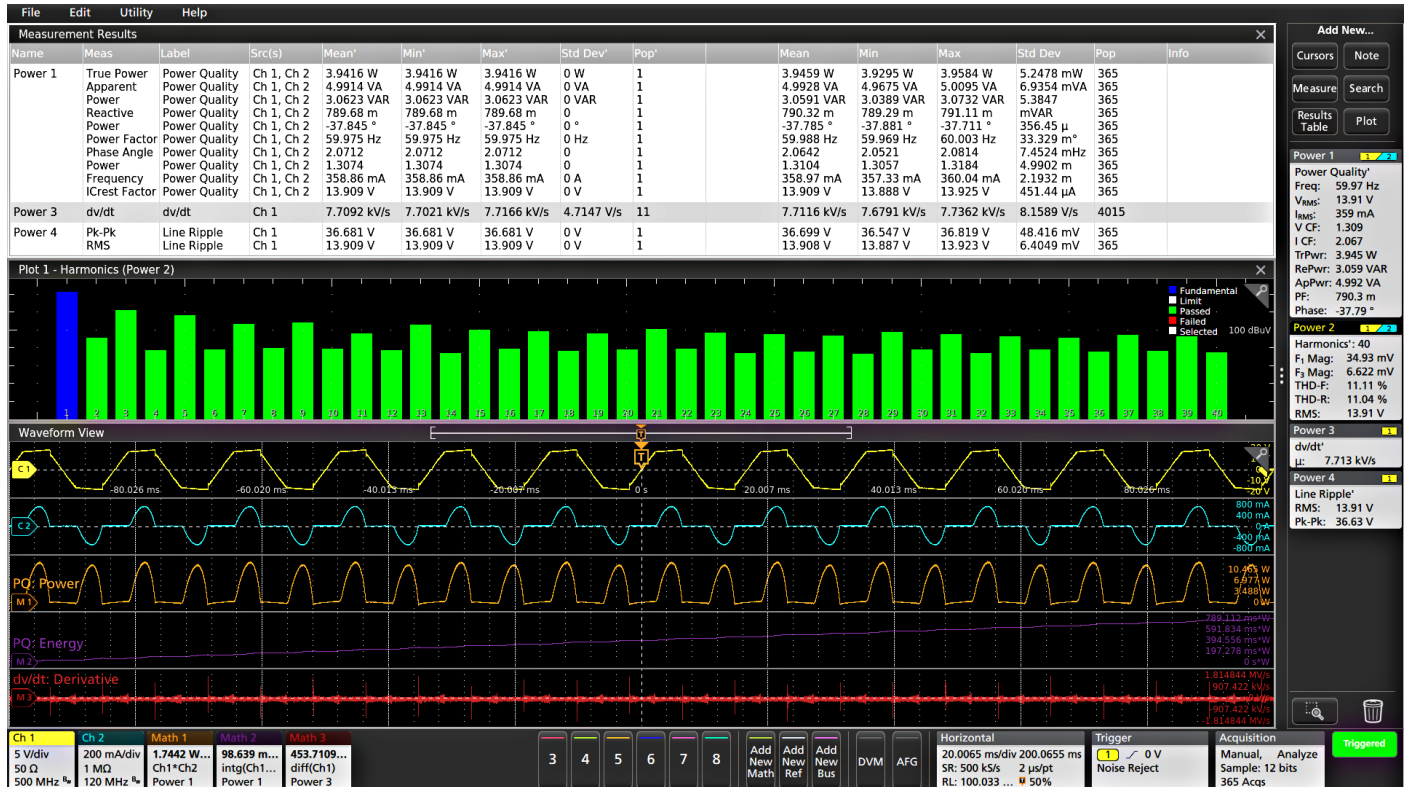 File Edit Utility Help
Measurement Results
Name Meas Label Src(s) Mean' Min' Max' Std Dev' Pop' Mean Min Max Std Dev Pop Info
Power 1 True Power Power Quality Ch 1, Ch 2 3.9416 W 3.9416 W 3.9416 W 0 W 1 3.9459 W 3.9295 W 3.9584 W 5.2478 mW 365
Apparent Power Quality Ch 1, Ch 2 4.9914 VA 4.9914 VA 4.9914 VA 0 VA 1 4.9928 VA 4.9675 VA 5.0095 VA 6.9354 mVA 365
Power Power Quality Ch 1, Ch 2 3.0623 VAR 3.0623 VAR 3.0623 VAR 0 VAR 1 3.0591 VAR 3.0389 VAR 3.0732 VAR 5.3847 365
Reactive Power Quality Ch 1, Ch 2 789.68 m 789.68 m 789.68 m 0 1 790.32 m 789.29 m 791.11 m mVAR 365
Power Power Quality Ch 1, Ch 2 -37.845 ° -37.845 ° -37.845 ° 0 ° 1 -37.785 ° -37.881 ° -37.711 ° 356.45 µ 365
Power Factor Power Quality Ch 1, Ch 2 59.975 Hz 59.975 Hz 59.975 Hz 0 Hz 1 59.988 Hz 59.969 Hz 60.003 Hz 33.329 m° 365
Phase Angle Power Quality Ch 1, Ch 2 2.0712 2.0712 2.0712 0 1 2.0642 2.0521 2.0814 7.4524 mHz 365
Power Power Quality Ch 1, Ch 2 1.3074 1.3074 1.3074 0 1 1.3104 1.3057 1.3184 4.9902 m 365
Frequency Power Quality Ch 1, Ch 2 358.86 mA 358.86 mA 358.86 mA 0 A 1 358.97 mA 357.33 mA 360.04 mA 2.1932 m 365
ICrest Factor Power Quality Ch 1, Ch 2 13.909 V 13.909 V 13.909 V 0 V 1 13.909 V 13.888 V 13.925 V 451.44 µA 365
Power 3 dv/dt dv/dt Ch 1 7.7092 kV/s 7.7021 kV/s 7.7166 kV/s 4.7147 V/s 11 7.7116 kV/s 7.6791 kV/s 7.7362 kV/s 8.1589 V/s 4015
Power 4 Pk-Pk Line Ripple Ch 1 36.681 V 36.681 V 36.681 V 0 V 1 36.699 V 36.547 V 36.819 V 48.416 mV 365
RMS Line Ripple Ch 1 13.909 V 13.909 V 13.909 V 0 V 1 13.908 V 13.887 V 13.923 V 6.4049 mV 365
Plot 1 - Harmonics (Power 2)
Fundamental
Limit
Passed
Failed
Selected
100 dBuV
1 2 3 4 5 6 7 8 9 10 11 12 13 14 15 16 17 18 19 20 21 22 23 24 25 26 27 28 29 30 31 32 33 34 35 36 37 38 39 40
Waveform View
T
T
C 1
-10 V
-20 V
-80.026 ms -60.020 ms -40.013 ms -20.007 ms 0 s 20.007 ms 40.013 ms 60.020 ms 80.026 ms
C 2
800 mA
400 mA
0 A
-400 mA
-800 mA
PQ: Power
M 1
10.465 W
6.977 W
3.488 W
0 W
PQ: Energy
M 2
789.112 ms*W
591.834 ms*W
394.556 ms*W
197.278 ms*W
0 s*W
dv/dt: Derivative
M 3
1.814844 MV/s
907.422 kV/s
-907.422 kV/s
-1.814844 MV/s
Ch 1
5 V/div
50 Ω
500 MHz
Ch 2
200 mA/div
1 MΩ
120 MHz
Math 1
1.7442 W...
Ch1*Ch2
Power 1
Math 2
98.639 m...
intg(Ch1...
Power 1
Math 3
453.7109...
diff(Ch1)
Power 3
3 4 5 6 7 8
Add New Math
Add New Ref
Add New Bus
DVM
AFG
Horizontal
20.0065 ms/div 200.0655 ms
SR: 500 kS/s 2 µs/pt
RL: 100.033 ... 50%
Trigger
1 0 V
Noise Reject
Acquisition
Manual, Analyze
Sample: 12 bits
365 Acqs
Triggered
Add New...
Cursors Note
Measure Search
Results Table Plot
Power 1 1 2
Power Quality'
Freq: 59.97 Hz
VRMS: 13.91 V
IRMS: 359 mA
V CF: 1.309
I CF: 2.067
TrPwr: 3.945 W
RePwr: 3.059 VAR
ApPwr: 4.992 VA
PF: 790.3 m
Phase: -37.79 °
Power 2 1 2
Harmonics': 40
F1 Mag: 34.93 mV
F3 Mag: 6.622 mV
THD-F: 11.11 %
THD-R: 11.04 %
RMS: 13.91 V
Power 3 1
dv/dt'
µ: 7.713 kV/s
Power 4 1
Line Ripple'
RMS: 13.91 V
Pk-Pk: 36.63 V